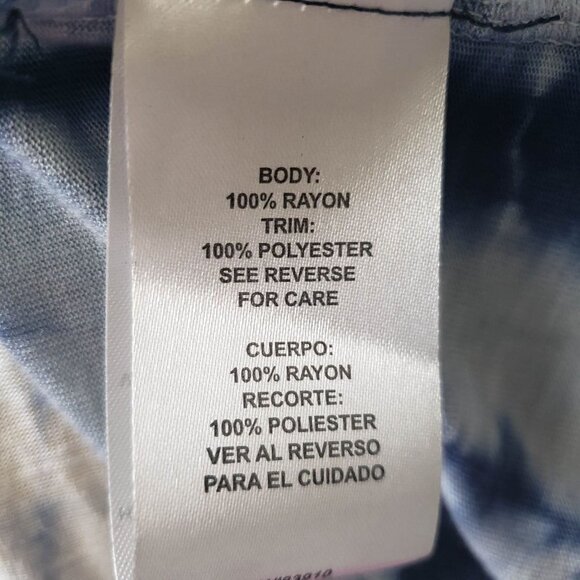 BODY:
100% RAYON
TRIM:
100% POLYESTER
SEE REVERSE
FOR CARE
CUERPO:
100% RAYON
RECORTE:
100% POLIESTER
VER AL REVERSO
PARA EL CUIDADO